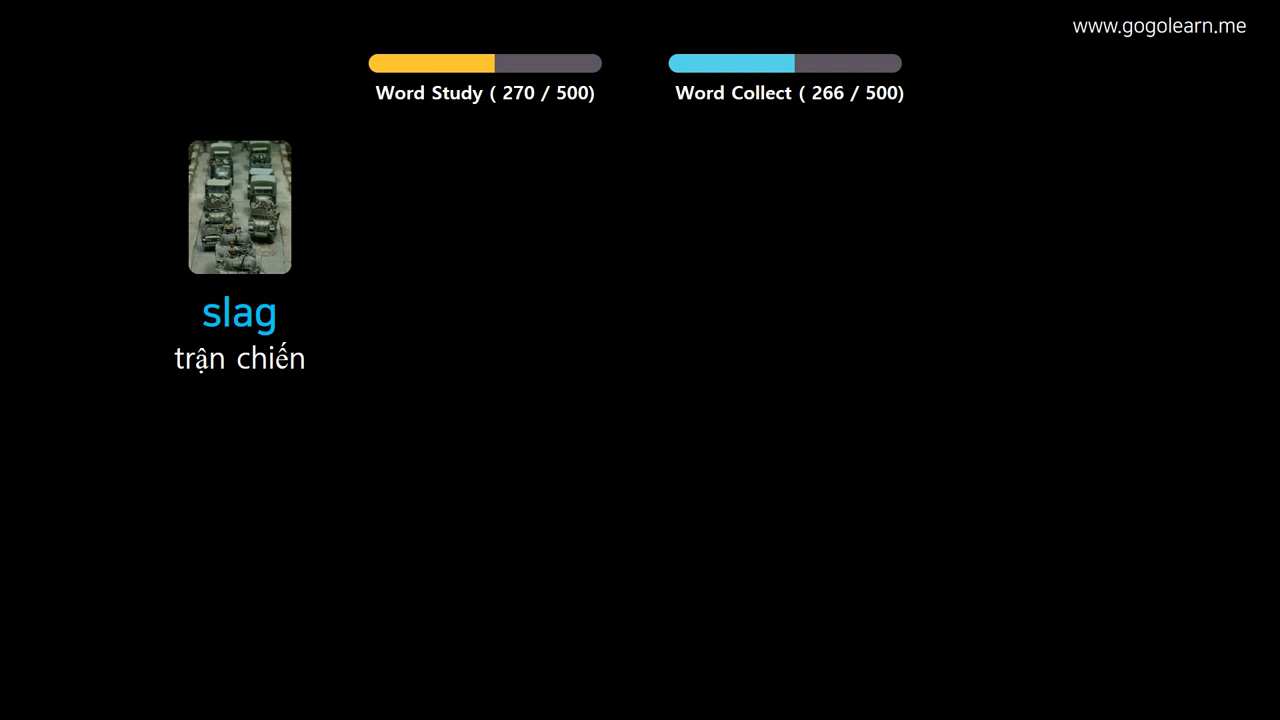 www.gogolearn.me
Word Study ( 270 / 500)
Word Collect ( 266 / 500)
slag
trận chiến